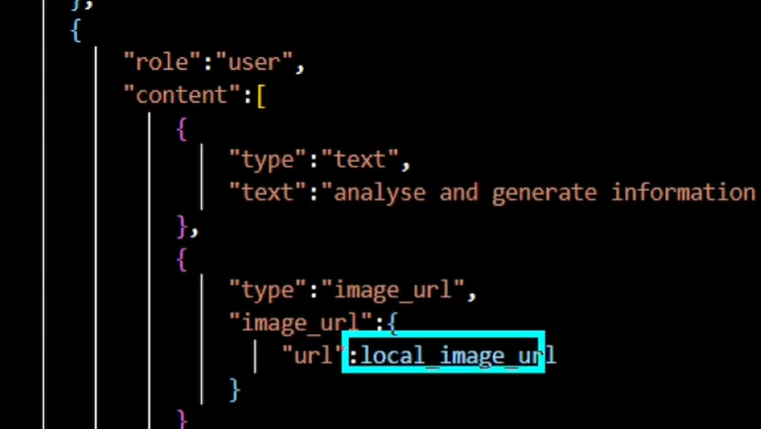 },
{
"role":"user",
"content":[
{
"type":"text",
"text":"analyse and generate information
},
{
"type":"image_url",
"image_url":{
"url":local_image_url
}
}